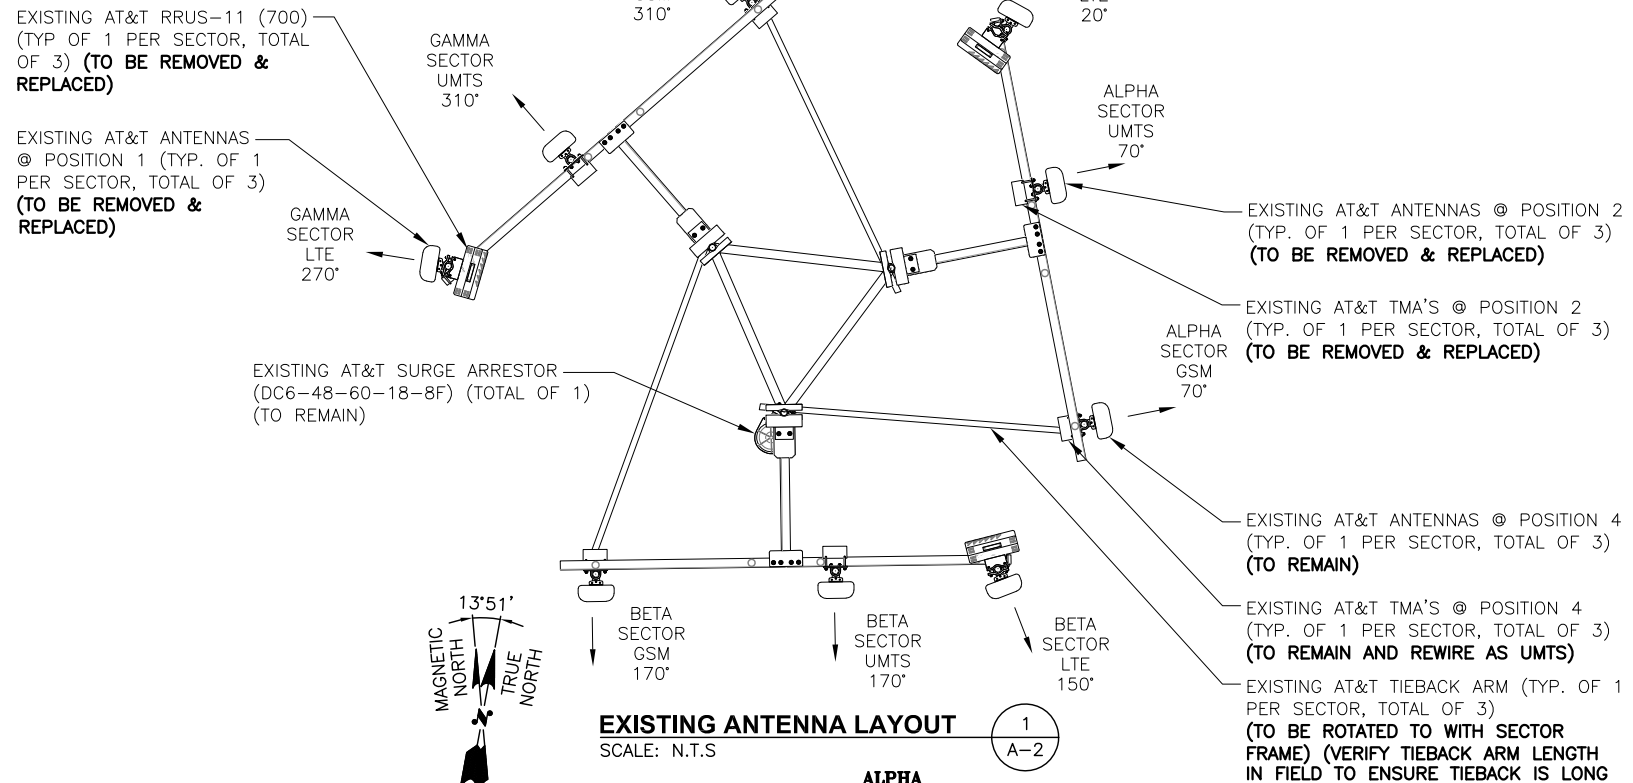 EXISTING AT&T RRUS-11 (700)
(TYP OF 1 PER SECTOR, TOTAL
OF 3) (TO BE REMOVED &
REPLACED)
EXISTING AT&T ANTENNAS
@ POSITION 1 (TYP. OF 1
PER SECTOR, TOTAL OF 3)
(TO BE REMOVED &
REPLACED)
GAMMA
SECTOR
UMTS
310°
310°
20°
GAMMA
SECTOR
LTE
270°
ALPHA
SECTOR
UMTS
70°
EXISTING AT&T ANTENNAS @ POSITION 2
(TYP. OF 1 PER SECTOR, TOTAL OF 3)
(TO BE REMOVED & REPLACED)
EXISTING AT&T TMA'S @ POSITION 2
(TYP. OF 1 PER SECTOR, TOTAL OF 3)
(TO BE REMOVED & REPLACED)
ALPHA
SECTOR
GSM
70°
EXISTING AT&T SURGE ARRESTOR
(DC6-48-60-18-8F) (TOTAL OF 1)
(TO REMAIN)
EXISTING AT&T ANTENNAS @ POSITION 4
(TYP. OF 1 PER SECTOR, TOTAL OF 3)
(TO REMAIN)
EXISTING AT&T TMA'S @ POSITION 4
(TYP. OF 1 PER SECTOR, TOTAL OF 3)
(TO REMAIN AND REWIRE AS UMTS)
EXISTING AT&T TIEBACK ARM (TYP. OF 1
PER SECTOR, TOTAL OF 3)
(TO BE ROTATED TO WITH SECTOR
FRAME) (VERIFY TIEBACK ARM LENGTH
IN FIELD TO ENSURE TIEBACK IS LONG
BETA
SECTOR
GSM
170°
BETA
SECTOR
UMTS
170°
BETA
SECTOR
LTE
150°
13°51'
MAGNETIC
NORTH
TRUE
NORTH
N
EXISTING ANTENNA LAYOUT
SCALE: N.T.S
1
A-2
ALPHA